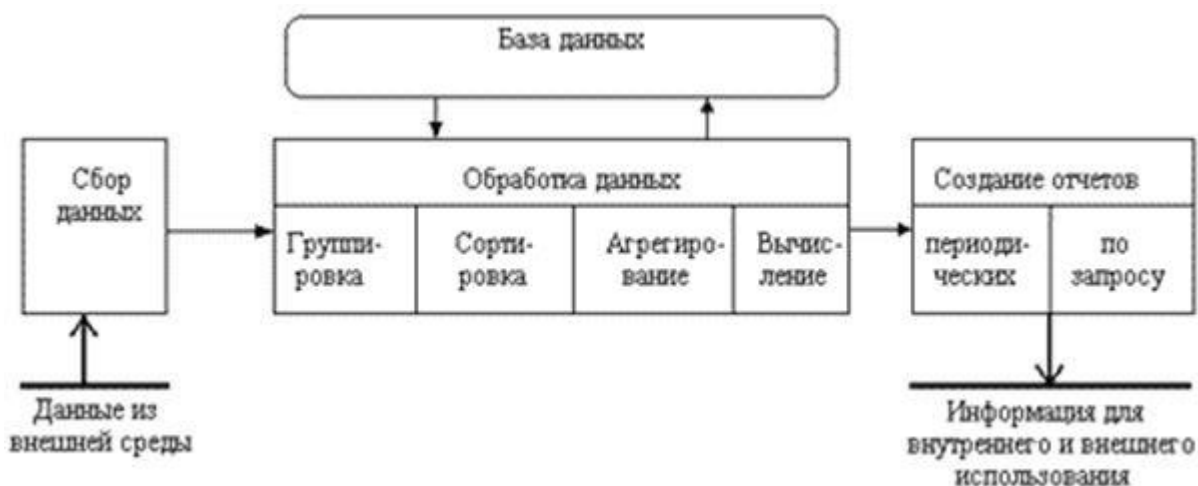 База данных
Сбор
данных
Обработка данных
Группи-
ровка
Сорти-
ровка
Агрегиро-
вание
Вычис-
ление
Создание отчетов
периоди-
ческих
по
запросу
Данные из
внешней среды
Информация для
внутреннего и внешнего
использования